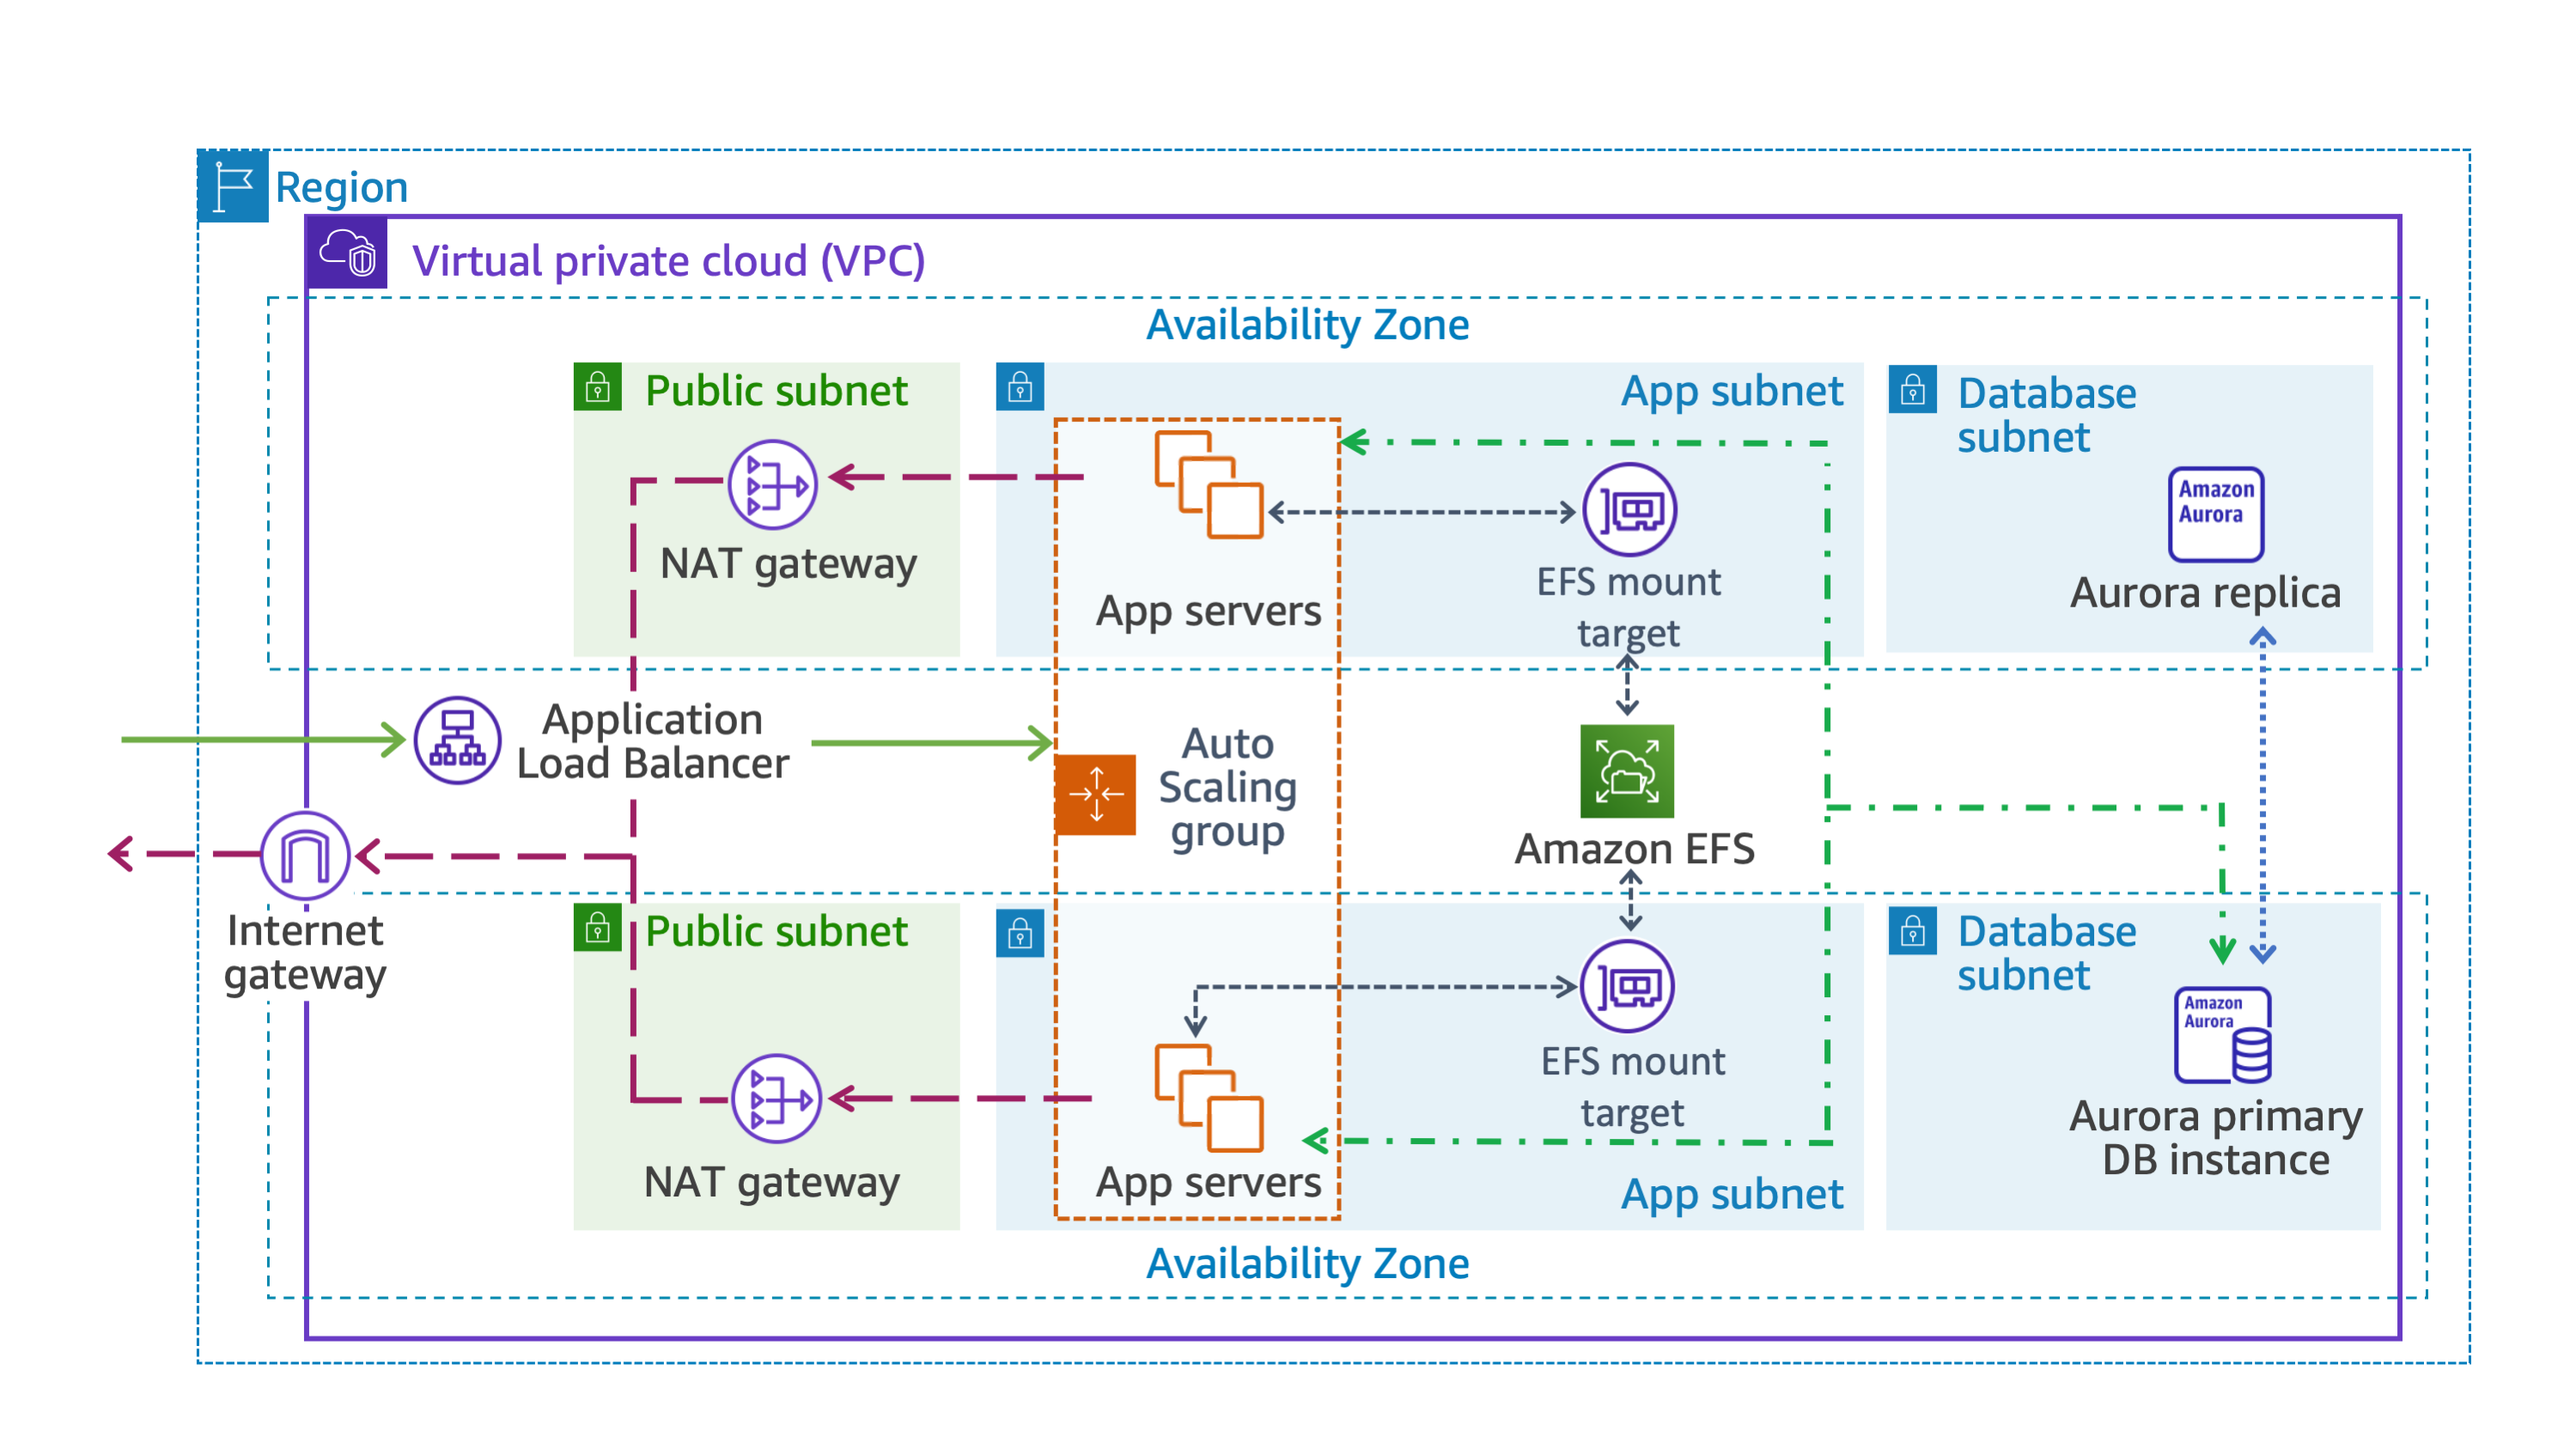 Region
Virtual private cloud (VPC)
Availability Zone
Public subnet
App subnet
Database
subnet
Amazon
Aurora
NAT gateway
App servers
EFS mount
target
Aurora replica
Application
Load Balancer
Auto
Scaling
group
Amazon EFS
Internet
gateway
Public subnet
Database
subnet
Amazon
Aurora
EFS mount
target
NAT gateway
App servers
App subnet
Aurora primary
DB instance
Availability Zone